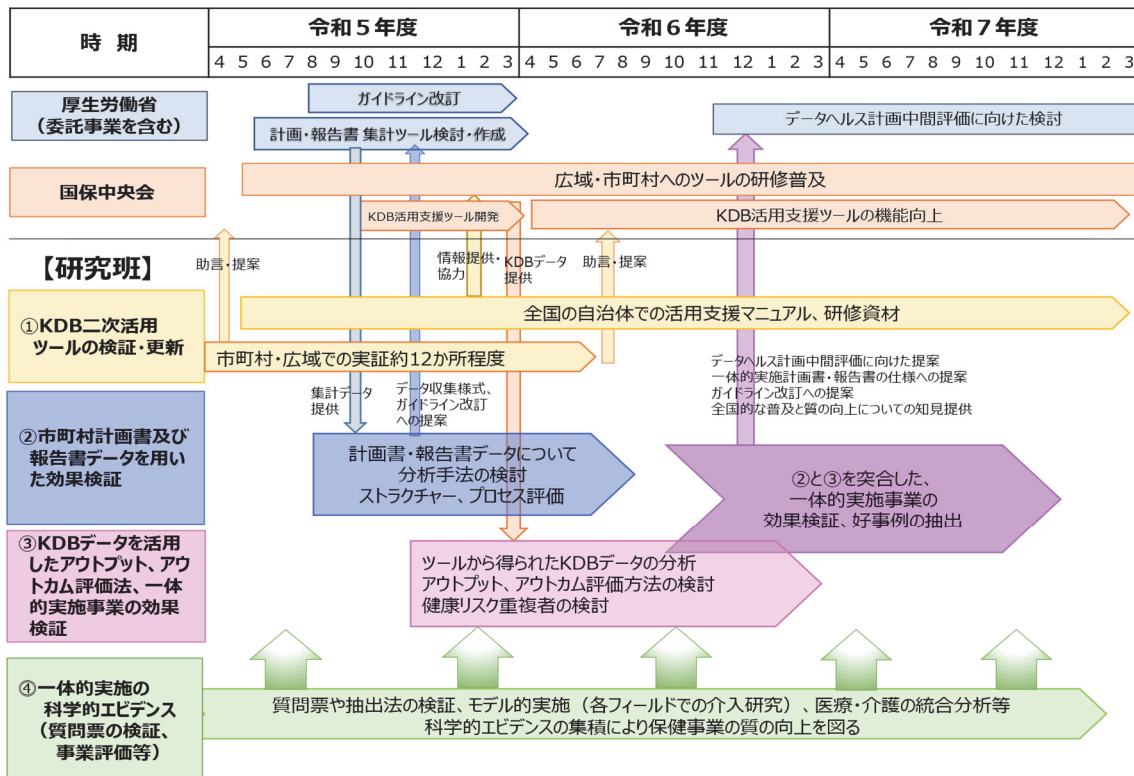 時 期
令和５年度
令和６年度
令和７年度
4 5 6 7 8 9 10 11 12 1 2 3
4 5 6 7 8 9 10 11 12 1 2 3
4 5 6 7 8 9 10 11 12 1 2 3
厚生労働省
（委託事業を含む）
ガイドライン改訂
計画・報告書 集計ツール検討・作成
データヘルス計画中間評価に向けた検討
国保中央会
広域・市町村へのツールの研修普及
KDB活用支援ツール開発
KDB活用支援ツールの機能向上
【研究班】
助言・提案
情報提供・
協力
KDBデータ
提供
助言・提案
①KDB二次活用
ツールの検証・更新
全国の自治体での活用支援マニュアル、研修資材
市町村・広域での実証約12か所程度
集計データ
提供
データ収集様式、
ガイドライン改訂
への提案
データヘルス計画中間評価に向けた提案
一体的実施計画書・報告書の仕様への提案
ガイドライン改訂への提案
全国的な普及と質の向上についての知見提供
②市町村計画書及び
報告書データを用い
た効果検証
計画書・報告書データについて
分析手法の検討
ストラクチャー、プロセス評価
②と③を突合した、
一体的実施事業の
効果検証、好事例の抽出
③KDBデータを活用
したアウトプット、アウ
トカム評価法、一体
的実施事業の効果
検証
ツールから得られたKDBデータの分析
アウトプット、アウトカム評価方法の検討
健康リスク重複者の検討
④一体的実施の
科学的エビデンス
（質問票の検証、
事業評価等）
質問票や抽出法の検証、モデル的実施（各フィールドでの介入研究）、医療・介護の統合分析等
科学的エビデンスの集積により保健事業の質の向上を図る